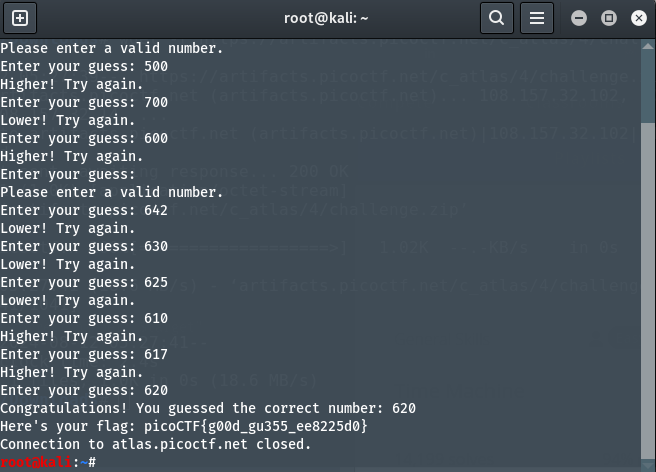 root@kali: ~
Please enter a valid number.
Enter your guess: 500
Higher! Try again.
Enter your guess: 700
Lower! Try again.
Enter your guess: 600
Higher! Try again.
Enter your guess:
Please enter a valid number.
Enter your guess: 642
Lower! Try again.
Enter your guess: 630
Lower! Try again.
Enter your guess: 625
Lower! Try again.
Enter your guess: 610
Higher! Try again.
Enter your guess: 617
Higher! Try again.
Enter your guess: 620
Congratulations! You guessed the correct number: 620
Here's your flag: picoCTF{g00d_gu355_ee8225d0}
Connection to atlas.picoctf.net closed.
root@kali:~#